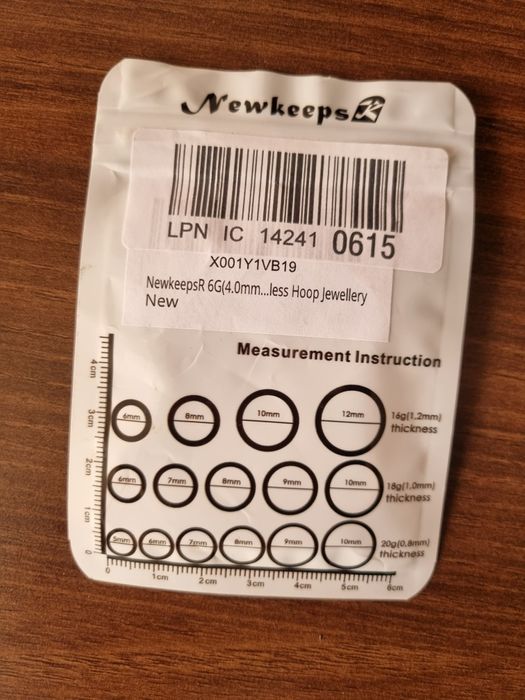 NewkeepsR
LPN IC 14241 0615
X001Y1VB19
NewkeepsR 6G(4.0mm...less Hoop Jewellery
New
Measurement Instruction
4cm
3cm
2cm
1cm
0
6mm 8mm 10mm 12mm 16g(1.2mm)
thickness
6mm 7mm 8mm 9mm 10mm 18g(1.0mm)
thickness
5mm 6mm 7mm 8mm 9mm 10mm 20g(0.8mm)
thickness
0 1cm 2cm 3cm 4cm 5cm 6cm